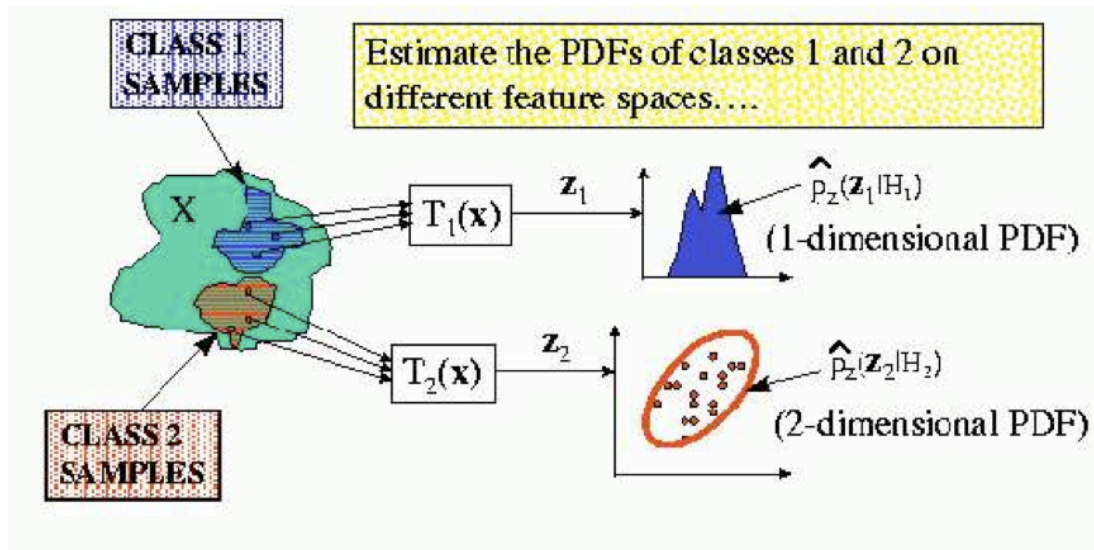 CLASS 1
SAMPLES
Estimate the PDFs of classes 1 and 2 on
different feature spaces....
X
T₁(x)
z₁
p̂z(z₁|H₁)
(1-dimensional PDF)
T₂(x)
z₂
p̂z(z₂|H₂)
(2-dimensional PDF)
CLASS 2
SAMPLES